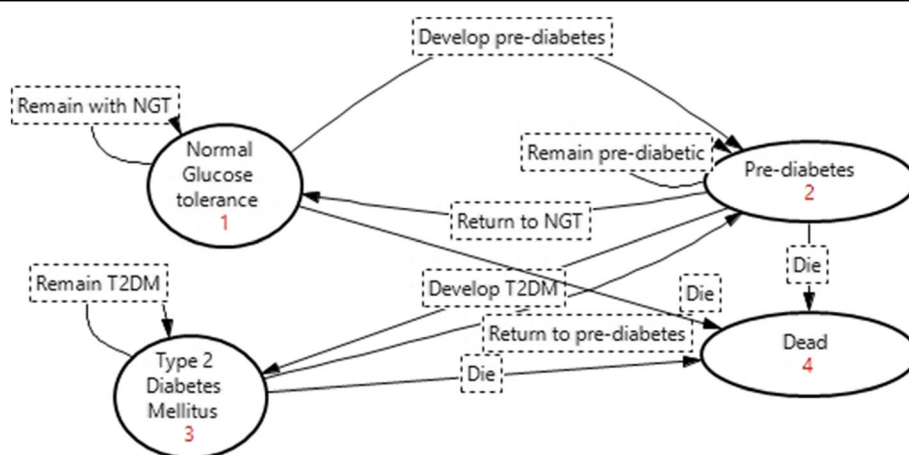 Develop pre-diabetes
Remain with NGT
Normal
Glucose
tolerance
1
Remain pre-diabetic
Pre-diabetes
2
Return to NGT
Die
Remain T2DM
Develop T2DM
Die
Return to pre-diabetes
Dead
4
Type 2
Diabetes
Mellitus
3
Die